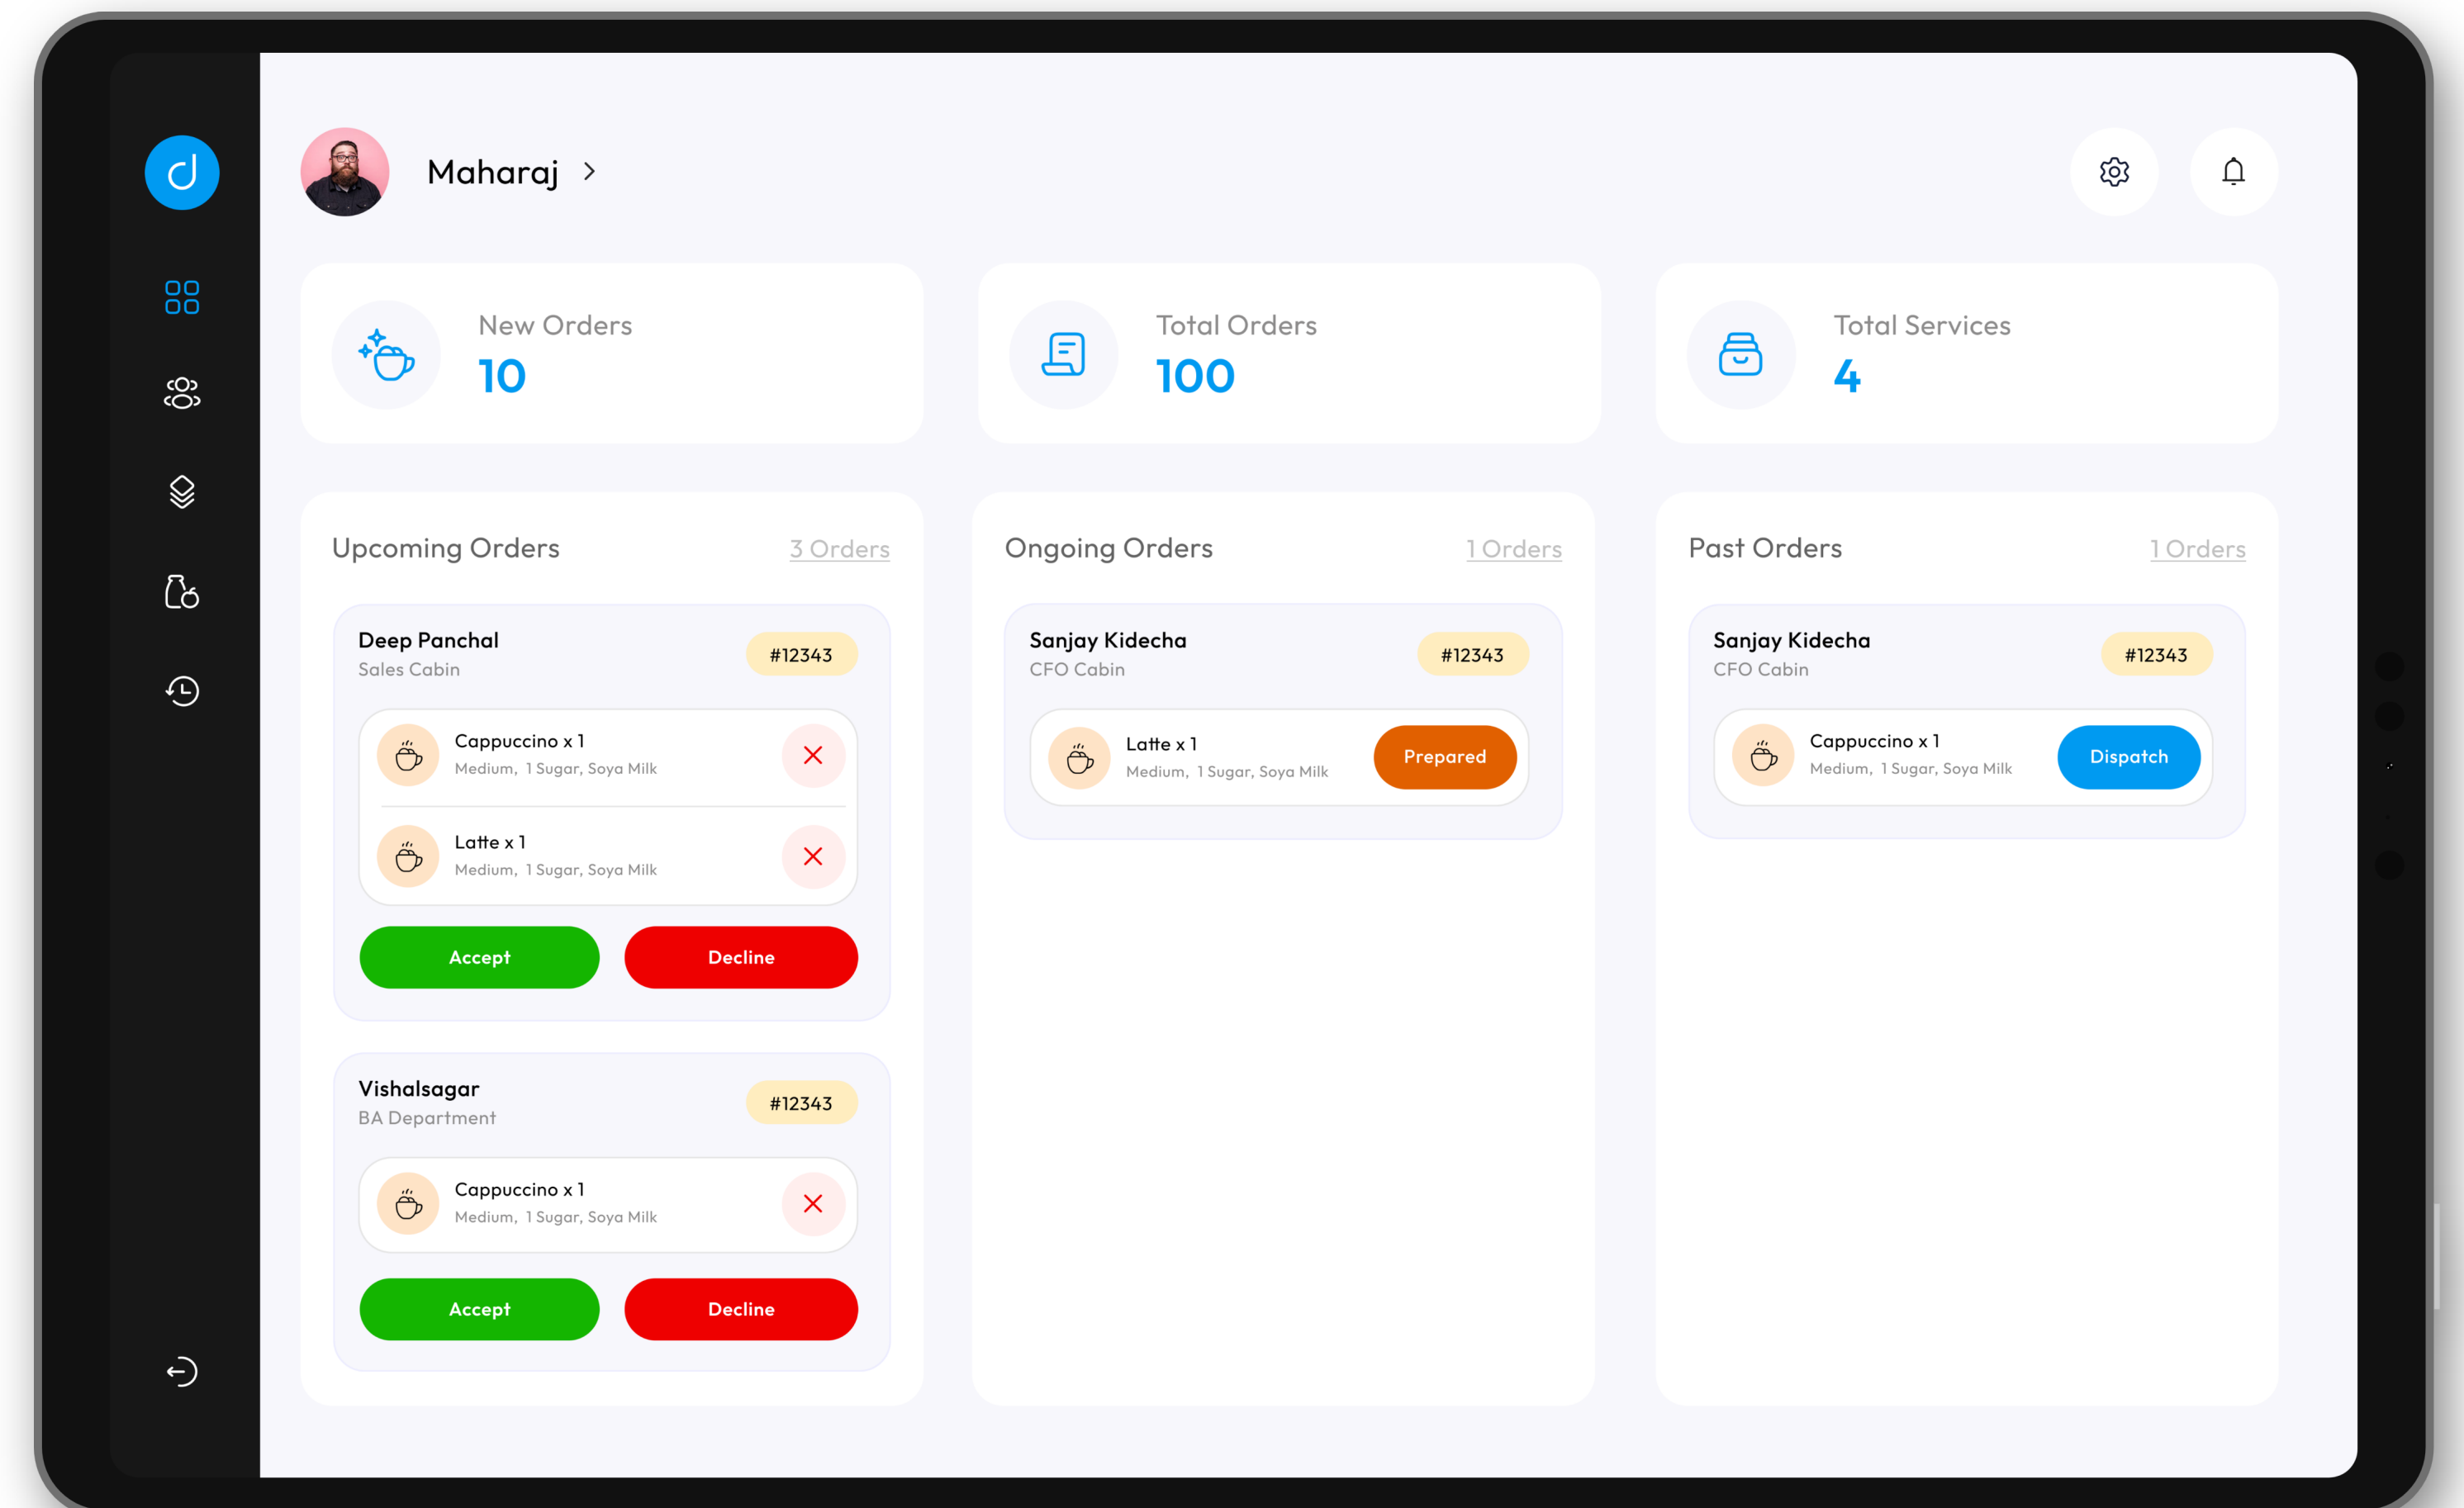 d
Maharaj
New Orders
10
Total Orders
100
Total Services
4
Upcoming Orders
3 Orders
Deep Panchal
#12343
Sales Cabin
Cappuccino x 1
Medium, 1 Sugar, Soya Milk
Latte x 1
Medium, 1 Sugar, Soya Milk
Accept
Decline
Vishalsagar
#12343
BA Department
Cappuccino x 1
Medium, 1 Sugar, Soya Milk
Accept
Decline
Ongoing Orders
1 Orders
Sanjay Kidecha
#12343
CFO Cabin
Latte x 1
Medium, 1 Sugar, Soya Milk
Prepared
Past Orders
1 Orders
Sanjay Kidecha
#12343
CFO Cabin
Cappuccino x 1
Medium, 1 Sugar, Soya Milk
Dispatch